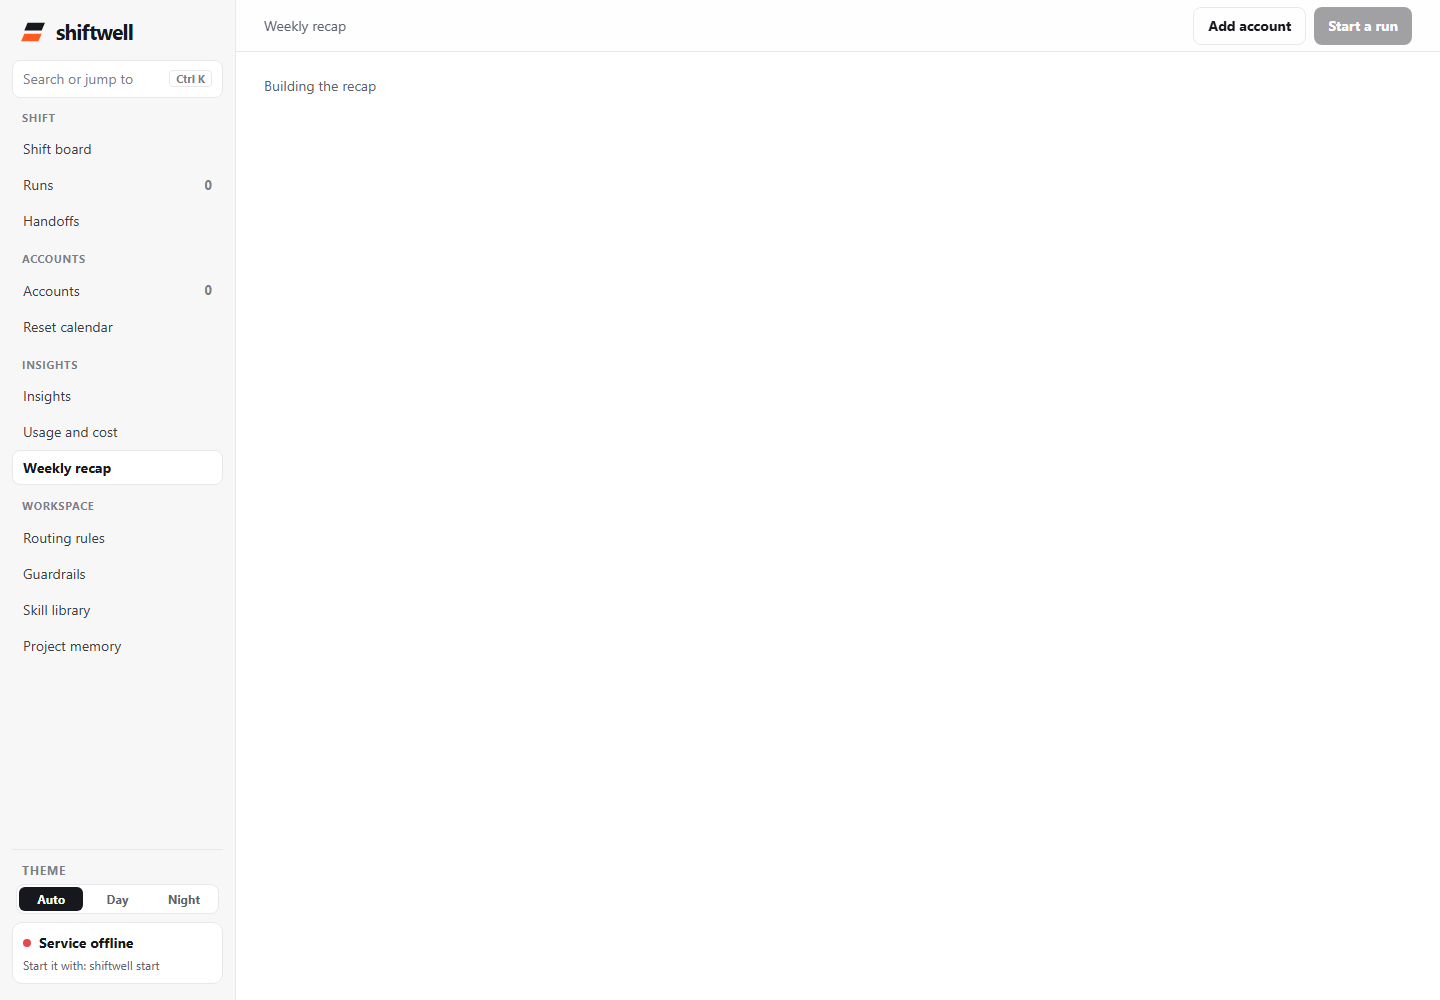 shiftwell
Weekly recap
Add account
Start a run
Search or jump to
Ctrl K
Building the recap
SHIFT
Shift board
Runs 0
Handoffs
ACCOUNTS
Accounts 0
Reset calendar
INSIGHTS
Insights
Usage and cost
Weekly recap
WORKSPACE
Routing rules
Guardrails
Skill library
Project memory
THEME
Auto Day Night
Service offline
Start it with: shiftwell start